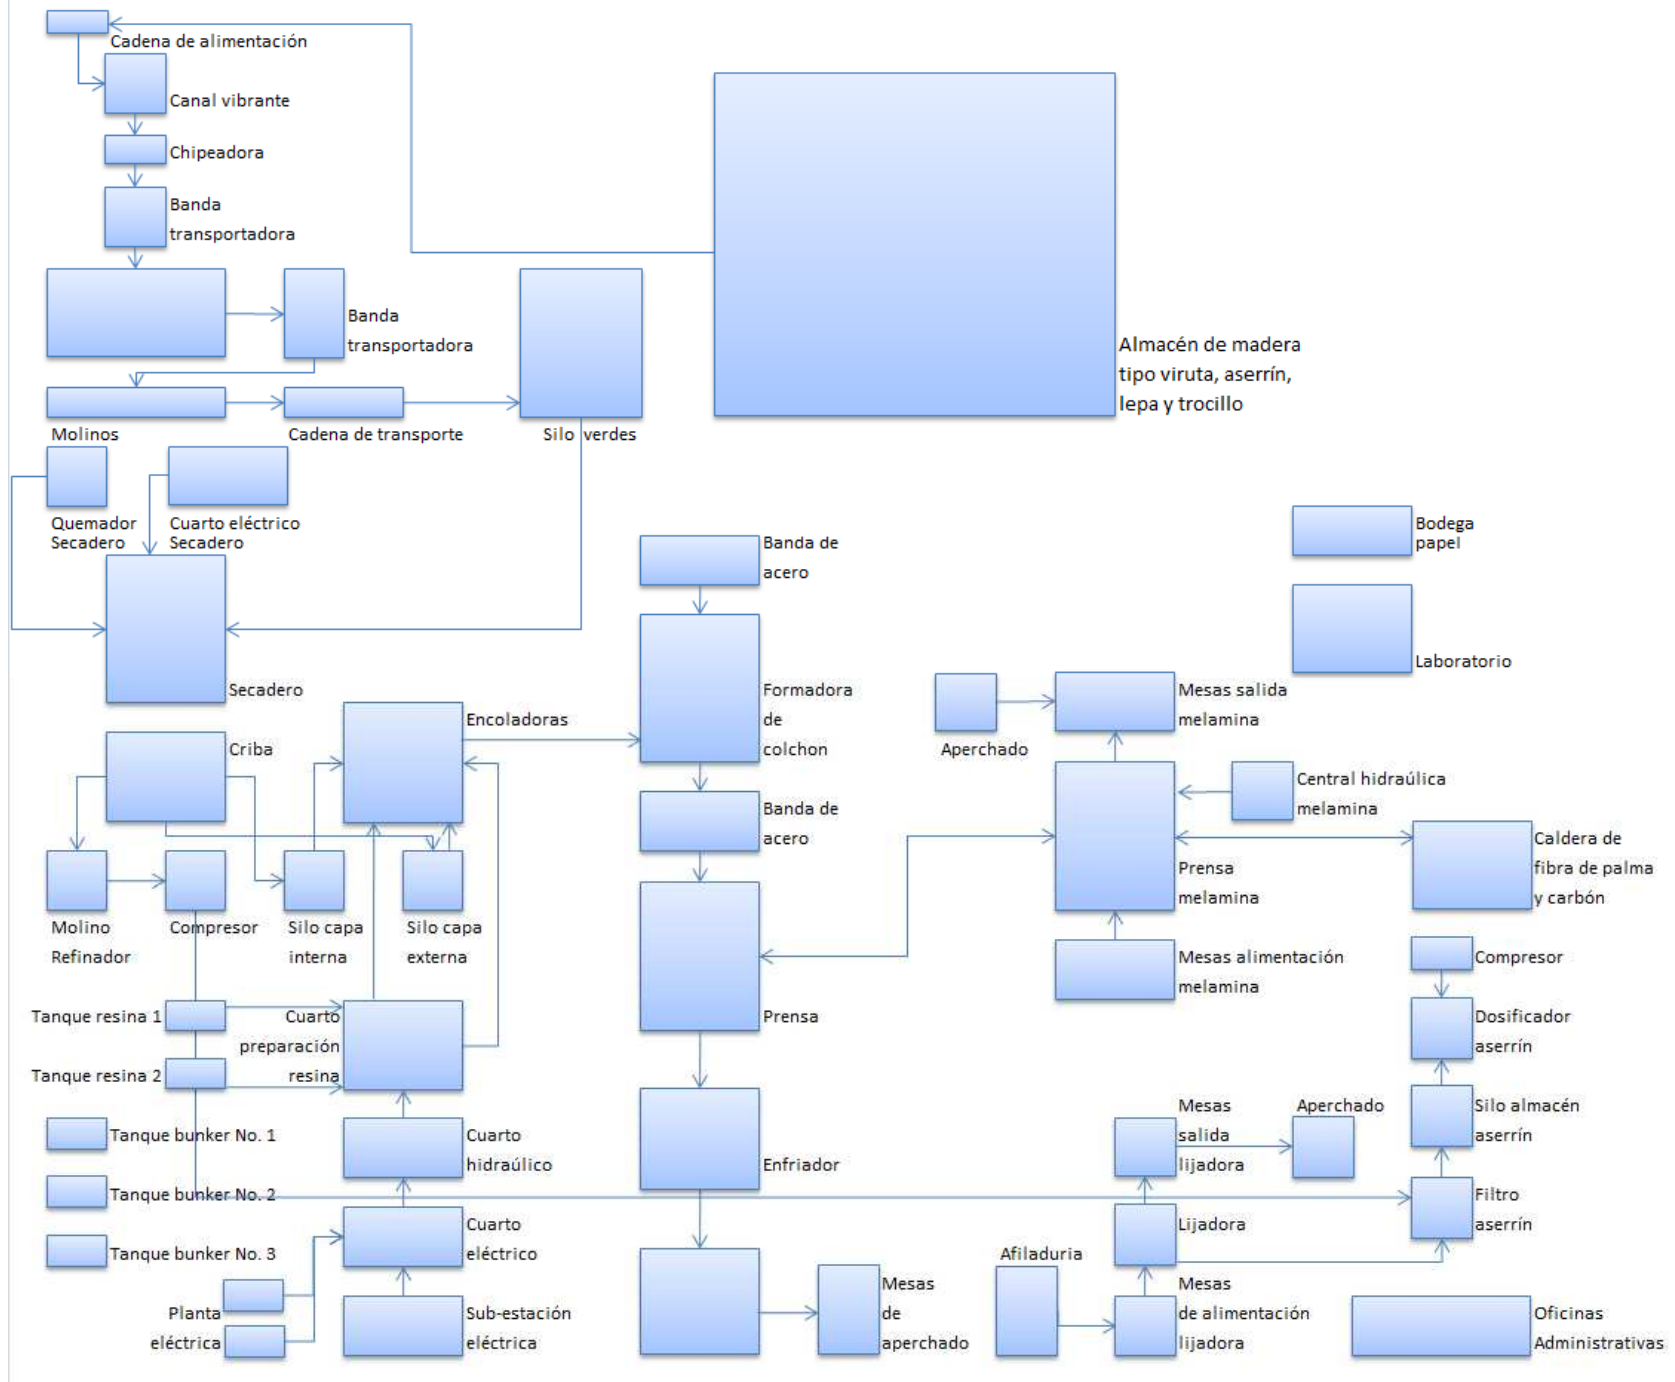 Cadena de alimentación
Canal vibrante
Chipeadora
Banda
transportadora
Banda
transportadora
Almacén de madera
tipo viruta, aserrín,
lepa y trocillo
Molinos
Cadena de transporte
Silo verdes
Quemador
Secadero
Cuarto eléctrico
Secadero
Secadero
Banda de
acero
Bodega
papel
Laboratorio
Formadora
de
colchon
Encoladoras
Criba
Aperchado
Mesas salida
melamina
Central hidraúlica
melamina
Banda de
acero
Prensa
melamina
Caldera de
fibra de palma
y carbón
Molino
Refinador
Compresor
Silo capa
interna
Silo capa
externa
Mesas alimentación
melamina
Compresor
Tanque resina 1
Cuarto
preparación
resina
Prensa
Dosificador
aserrín
Tanque resina 2
Tanque bunker No. 1
Cuarto
hidraúlico
Enfriador
Mesas
salida
lijadora
Aperchado
Silo almacén
aserrín
Tanque bunker No. 2
Filtro
aserrín
Tanque bunker No. 3
Cuarto
eléctrico
Lijadora
Afiladuria
Planta
eléctrica
Sub-estación
eléctrica
Mesas
de
aperchado
Mesas
de alimentación
lijadora
Oficinas
Administrativas